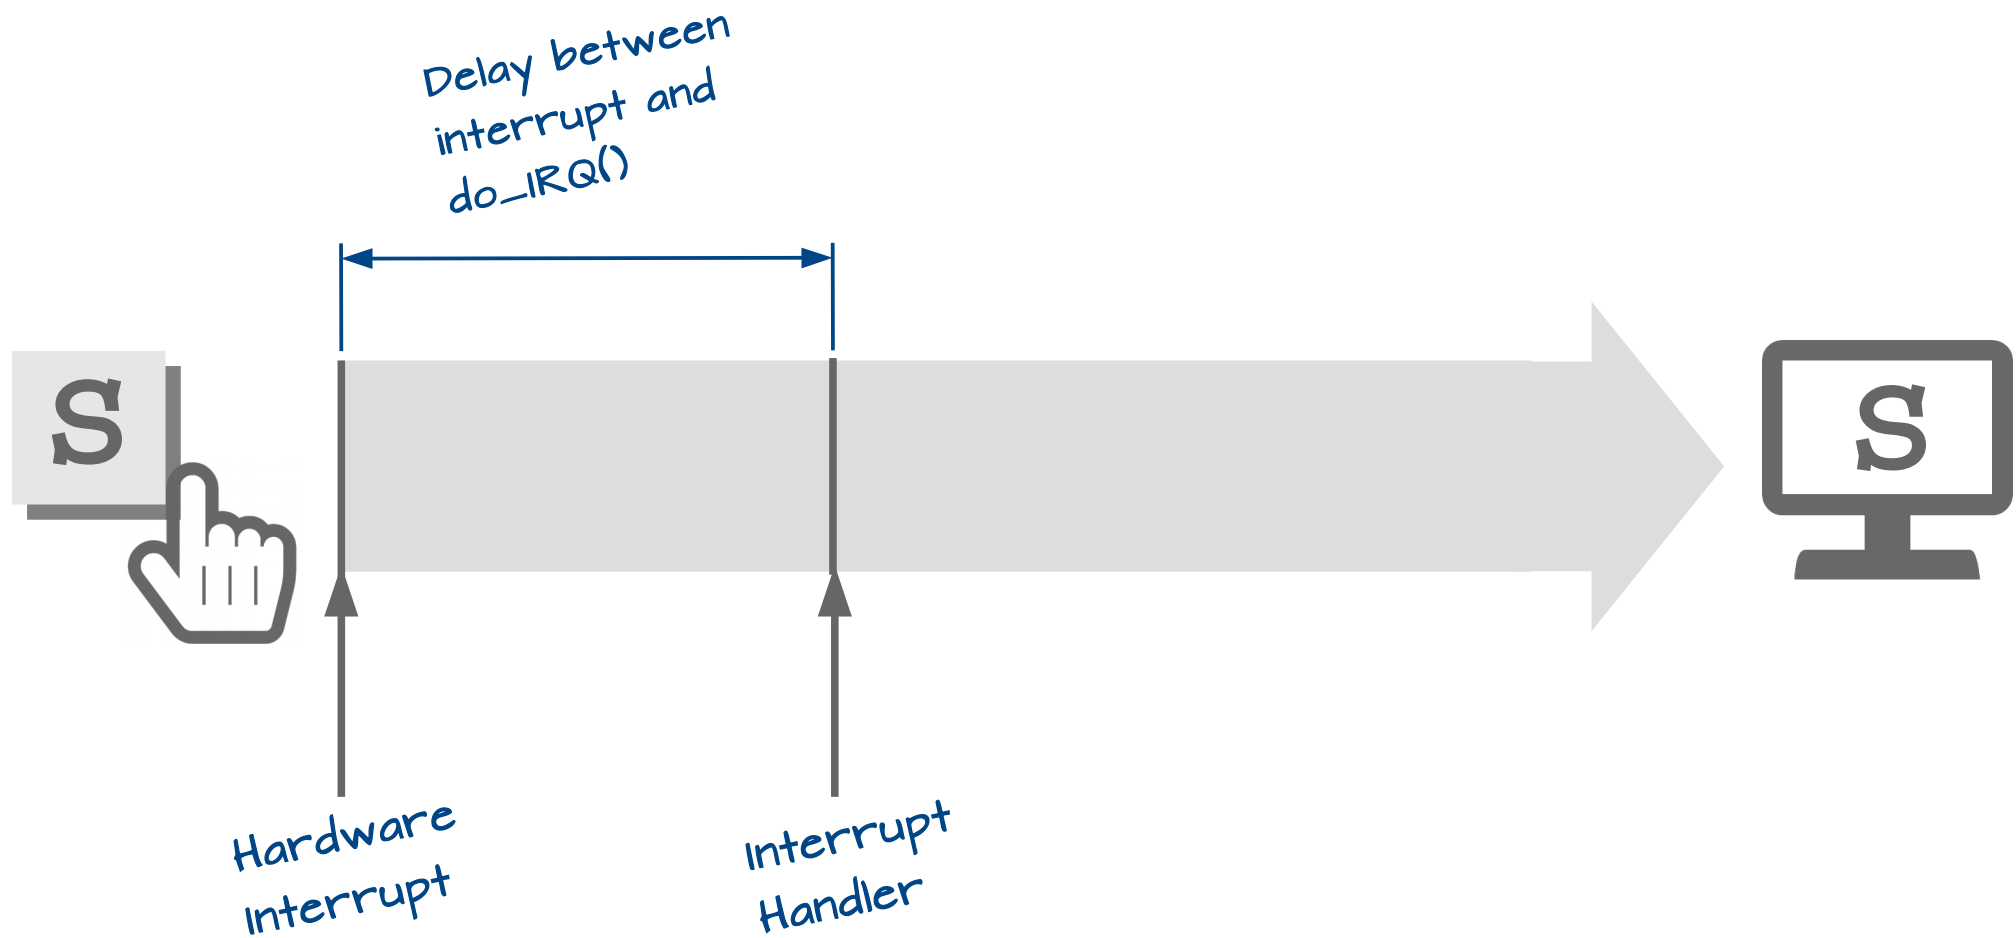 Delay between
interrupt and
do_IRQ()
S
S
Hardware
Interrupt
Interrupt
Handler